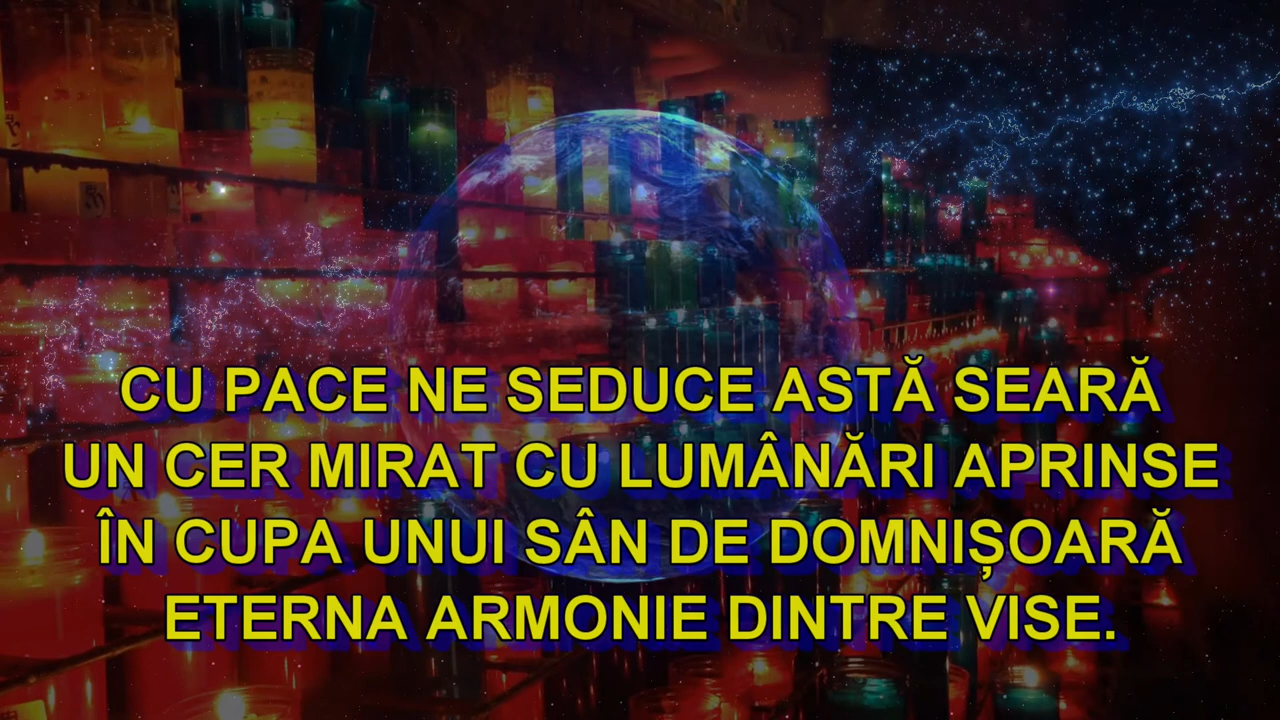 CU PACE NE SEDUCE ASTĂ SEARĂ
UN CER MIRAT CU LUMÂNĂRI APRINSE
ÎN CUPA UNUI SÂN DE DOMNIȘOARĂ
ETERNA ARMONIE DINTRE VISE.